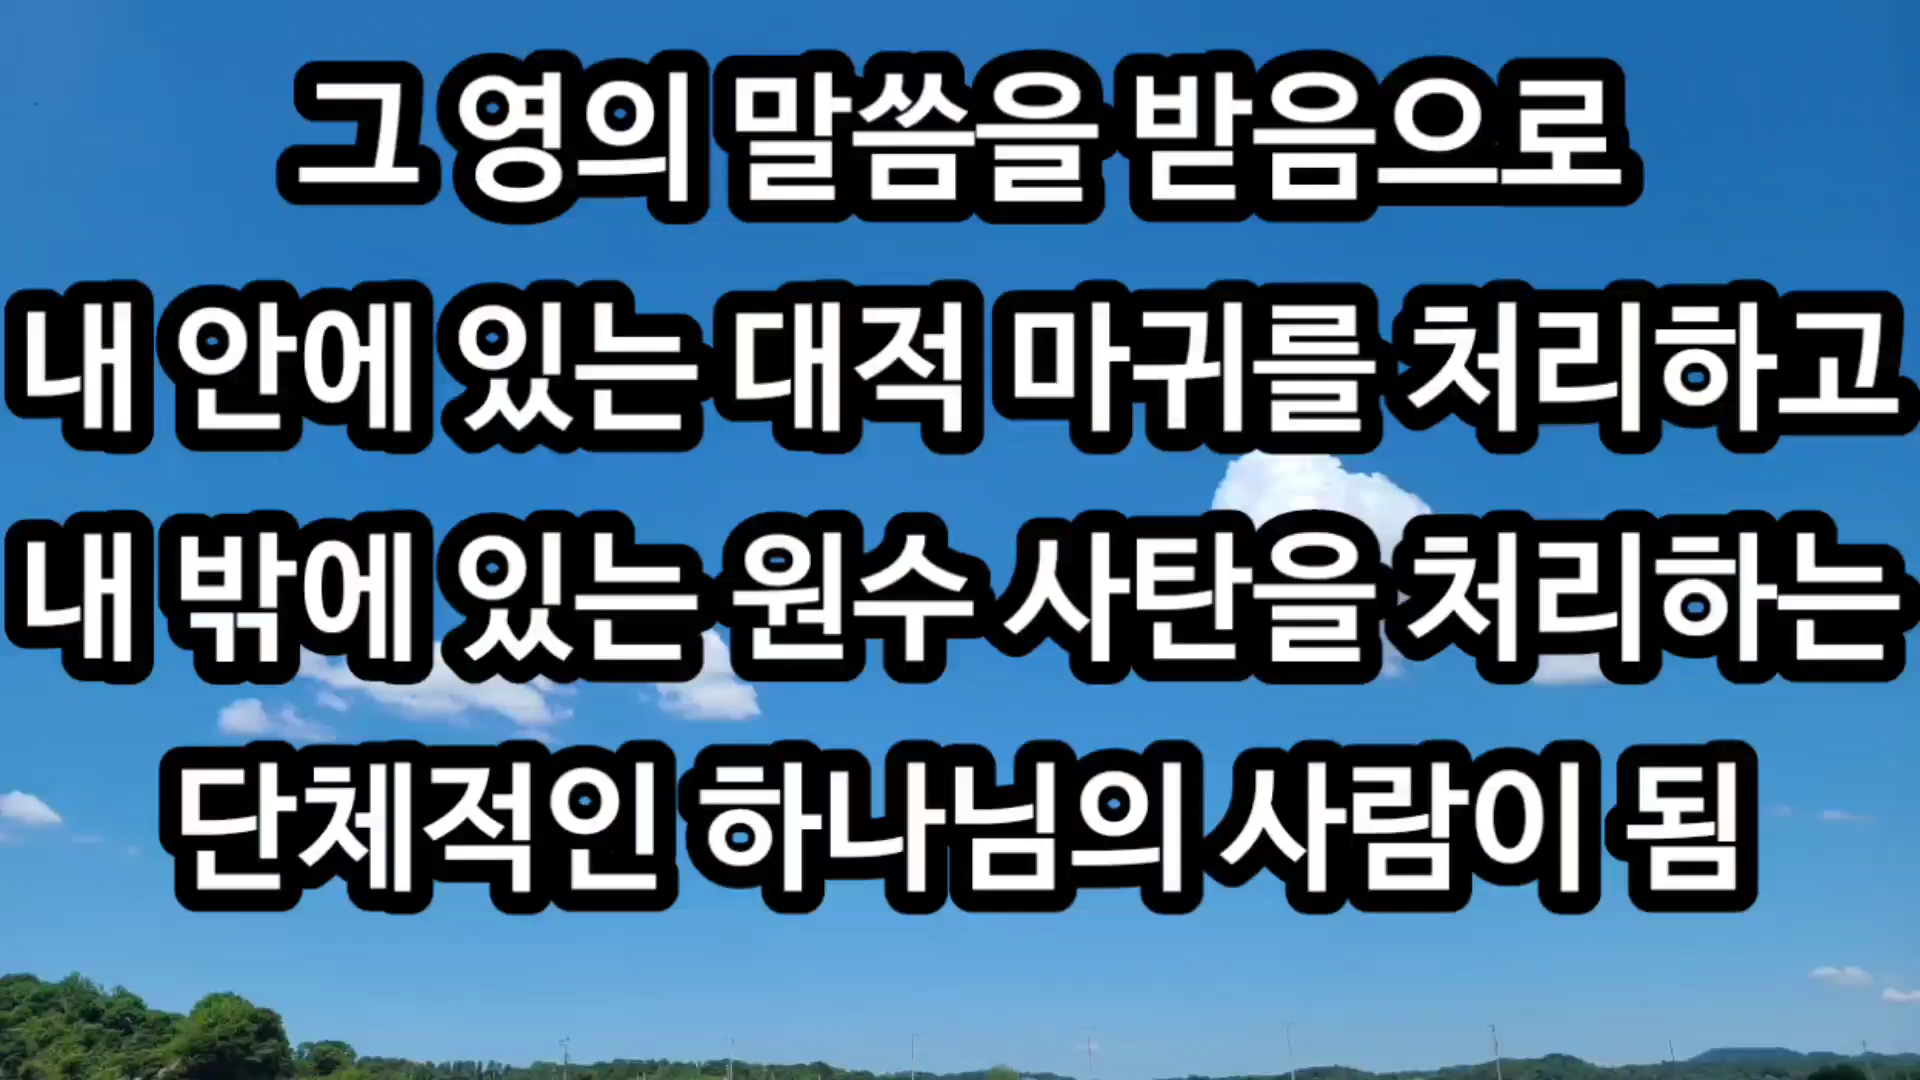 그 영의 말씀을 받음으로
내 안에 있는 대적 마귀를 처리하고
내 밖에 있는 원수 사탄을 처리하는
단체적인 하나님의 사람이 됨